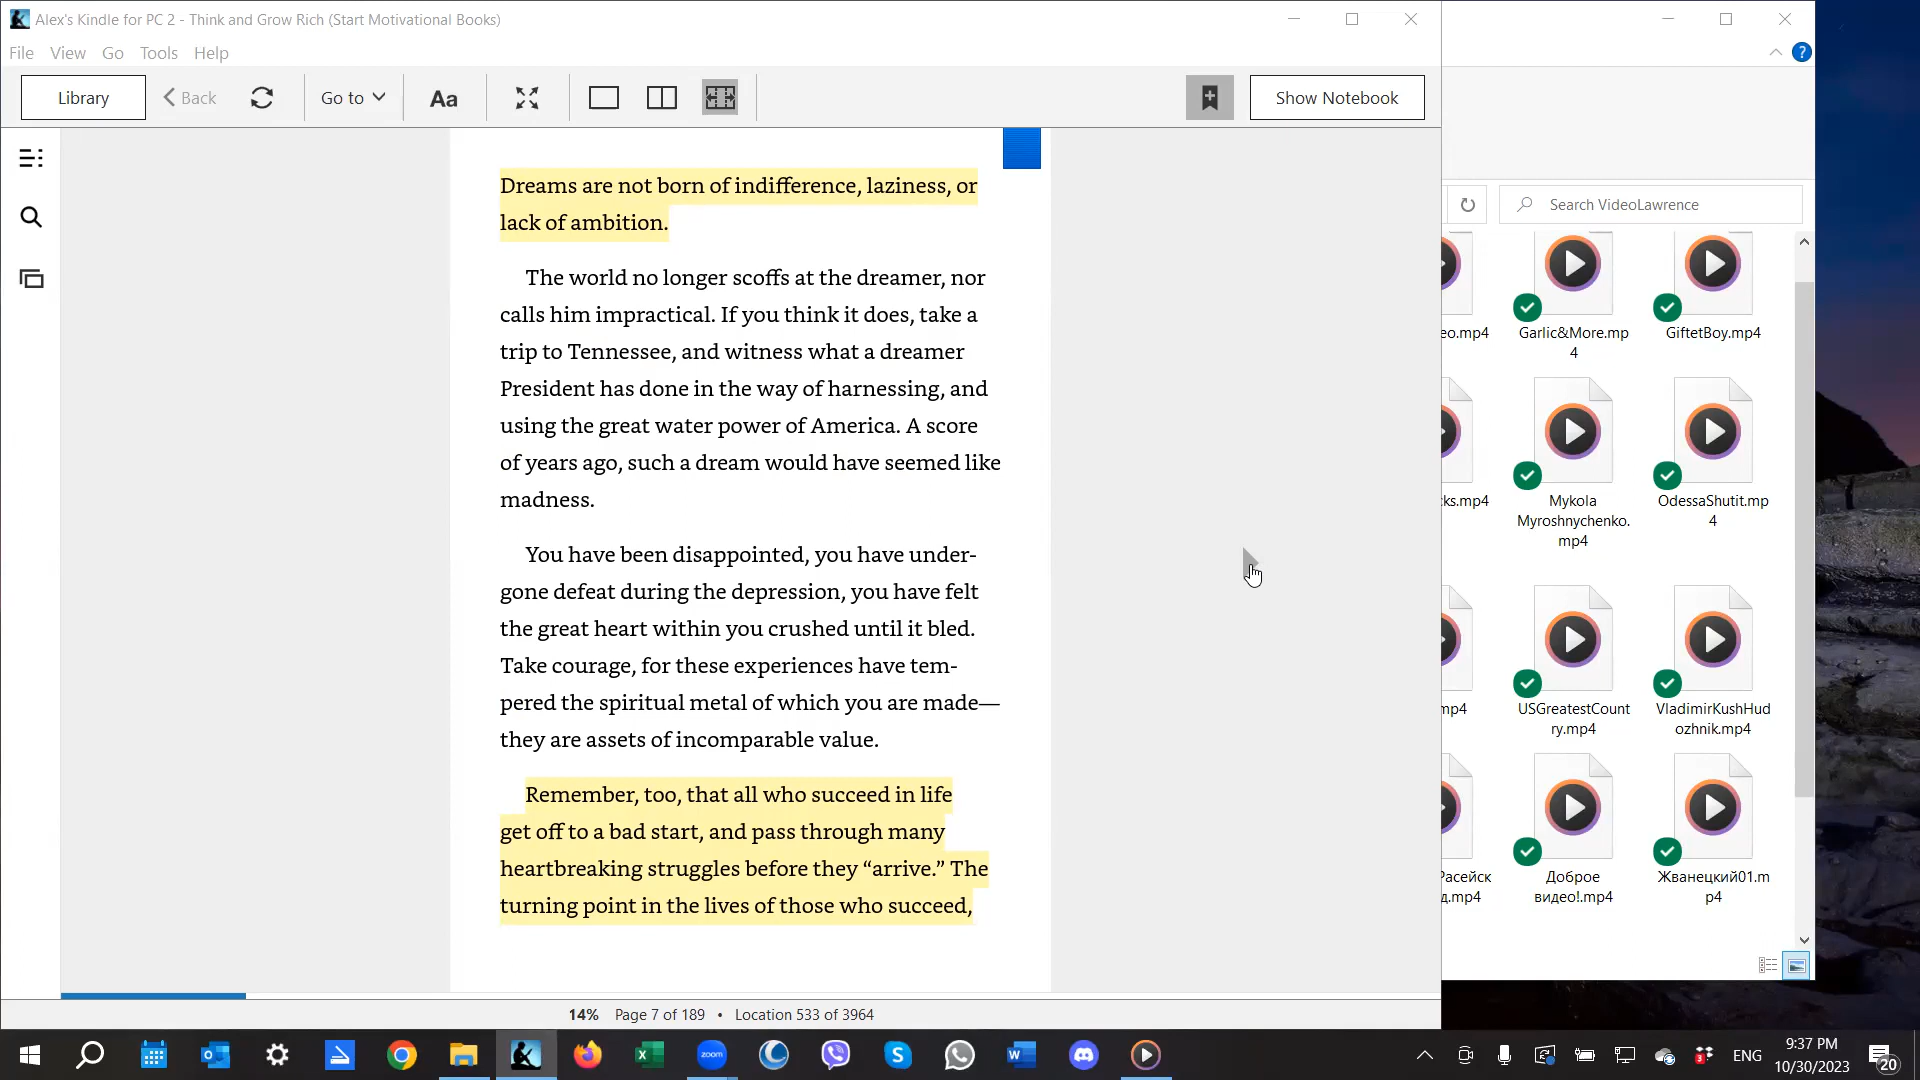 Alex's Kindle for PC 2 - Think and Grow Rich (Start Motivational Books)
File View Go Tools Help
Library
Back
Go to
Aa
Show Notebook
Dreams are not born of indifference, laziness, or
lack of ambition.
The world no longer scoffs at the dreamer, nor
calls him impractical. If you think it does, take a
trip to Tennessee, and witness what a dreamer
President has done in the way of harnessing, and
using the great water power of America. A score
of years ago, such a dream would have seemed like
madness.
You have been disappointed, you have under-
gone defeat during the depression, you have felt
the great heart within you crushed until it bled.
Take courage, for these experiences have tem-
pered the spiritual metal of which you are made—
they are assets of incomparable value.
Remember, too, that all who succeed in life
get off to a bad start, and pass through many
heartbreaking struggles before they “arrive.” The
turning point in the lives of those who succeed,
14% Page 7 of 189 • Location 533 of 3964
?
Search VideoLawrence
eo.mp4
Garlic&More.mp
4
GiftetBoy.mp4
ks.mp4
Mykola
Myroshnychenko.
mp4
OdessaShutit.mp
4
mp4
USGreatestCount
ry.mp4
VladimirKushHud
ozhnik.mp4
Расейск
д.mp4
Доброе
видео!.mp4
Жванецкий01.m
p4
zoom
3
ENG
9:37 PM
10/30/2023
20